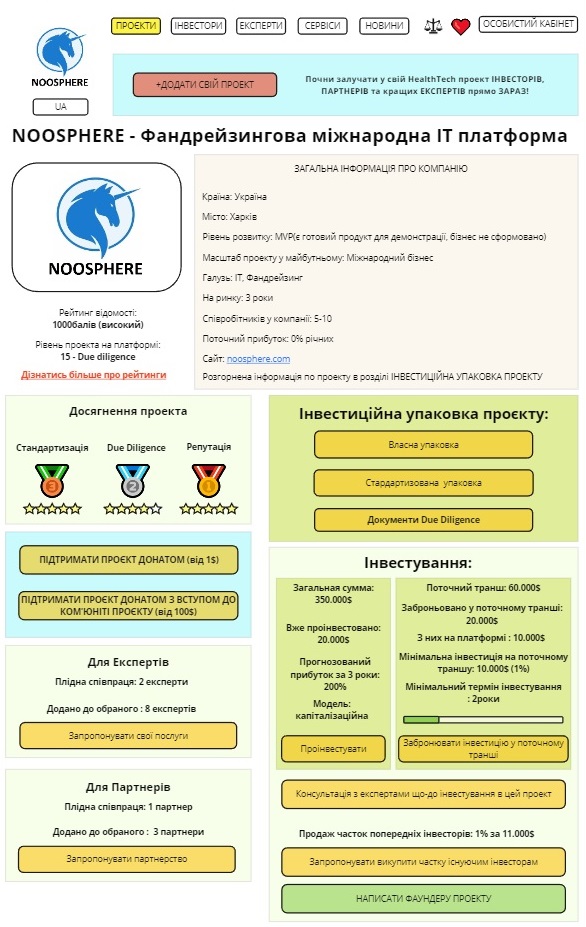 ПРОЄКТИ
ІНВЕСТОРИ
ЕКСПЕРТИ
СЕРВІСИ
НОВИНИ
ОСОБИСТИЙ КАБІНЕТ
NOOSPHERE
UA
+ДОДАТИ СВІЙ ПРОЕКТ
Почни залучати у свій HealthTech проект ІНВЕСТОРІВ,
ПАРТНЕРІВ та кращих ЕКСПЕРТІВ прямо ЗАРАЗ!
NOOSPHERE - Фандрейзингова міжнародна ІТ платформа
NOOSPHERE
Рейтинг відомості:
1000балів (високий)
Рівень проекта на платформі:
15 - Due diligence
Дізнатись більше про рейтинги
ЗАГАЛЬНА ІНФОРМАЦІЯ ПРО КОМПАНІЮ
Країна: Україна
Місто: Харків
Рівень розвитку: MVP(є готовий продукт для демонстрації, бізнес не сформовано)
Масштаб проекту у майбутньому: Міжнародний бізнес
Галузь: ІТ, Фандрейзинг
На ринку: 3 роки
Співробітників у компанії: 5-10
Поточний прибуток: 0% річних
Сайт: noosphere.com
Розгорнена інформація по проекту в розділі ІНВЕСТИЦІЙНА УПАКОВКА ПРОЕКТУ
Досягнення проекта
Стандартизація
Due Diligence
Репутація
3
2
1
ПІДТРИМАТИ ПРОЄКТ ДОНАТОМ (від 1$)
ПІДТРИМАТИ ПРОЄКТ ДОНАТОМ З ВСТУПОМ ДО
КОМ'ЮНІТІ ПРОЄКТУ (від 100$)
Для Експертів
Плідна співпраця: 2 експерти
Додано до обраного : 8 експертів
Запропонувати свої послуги
Для Партнерів
Плідна співпраця: 1 партнер
Додано до обраного : 3 партнери
Запропонувати партнерство
Інвестиційна упаковка проєкту:
Власна упаковка
Стардартизована упаковка
Документи Due Diligence
Інвестування:
Загальная сумма:
350.000$
Вже проінвестовано:
20.000$
Прогнозований
прибуток за 3 роки:
200%
Модель:
капіталізаційна
Проінвестувати
Поточний транш: 60.000$
Заброньовано у поточному транші:
20.000$
З них на платформі : 10.000$
Мінімальна інвестиція на поточному
траншу: 10.000$ (1%)
Мінімальний термін інвестування
: 2роки
Забронювати інвестицію у поточному
транші
Консультація з експертами що-до інвестування в цей проект
Продаж часток попередніх інвесторів: 1% за 11.000$
Запропонувати викупити частку існуючим інвесторам
НАПИСАТИ ФАУНДЕРУ ПРОЕКТУ